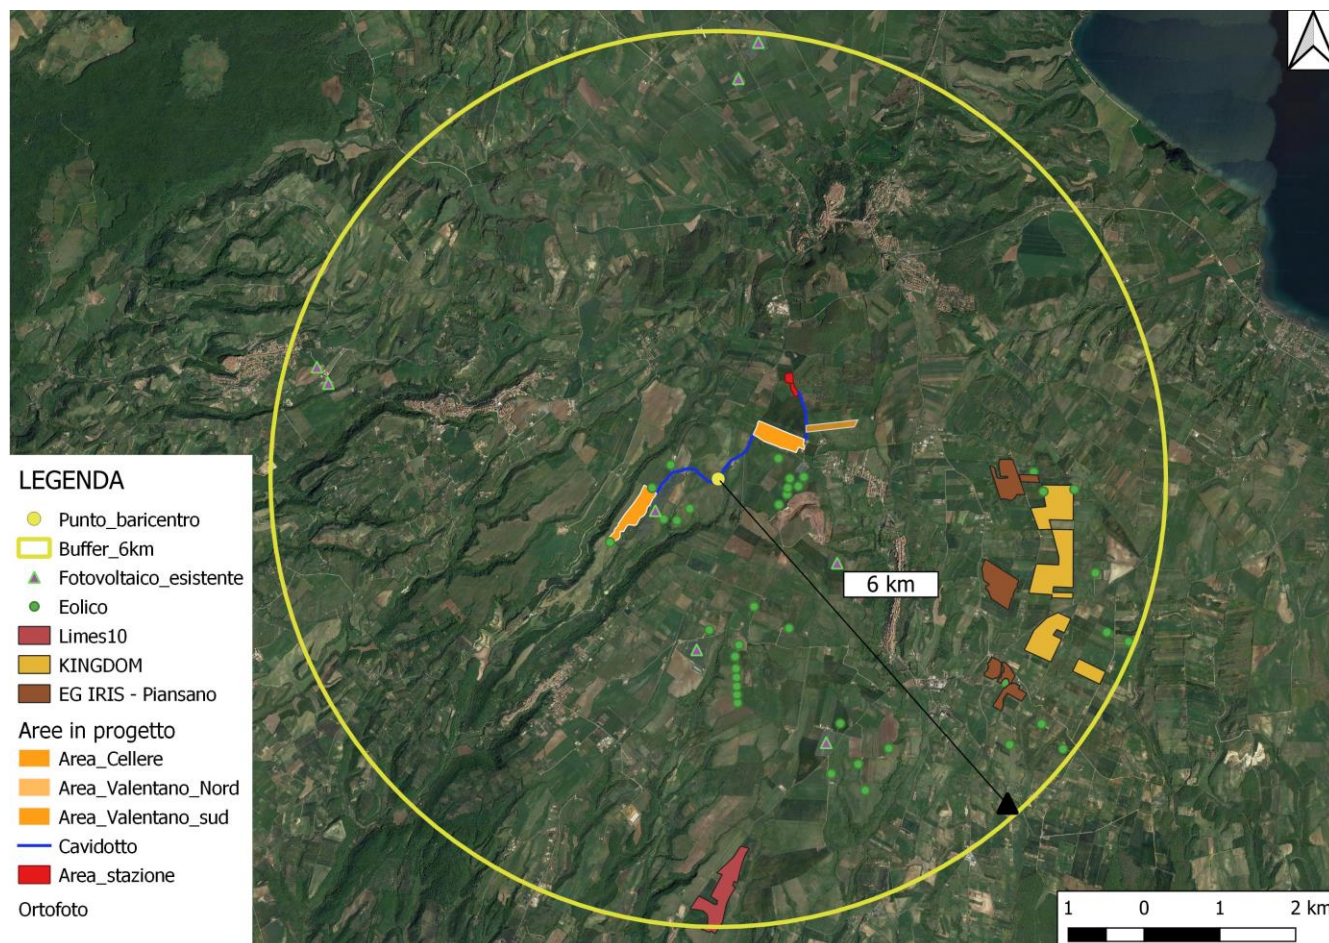 LEGENDA
Punto_baricentro
Buffer_6km
Fotovoltaico_esistente
Eolico
Limes10
KINGDOM
EG IRIS - Piansano
Aree in progetto
Area_Cellere
Area_Valentano_Nord
Area_Valentano_sud
Cavidotto
Area_stazione
Ortofoto
6 km
1 0 1 2 km